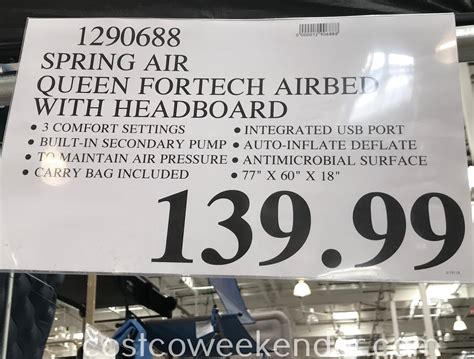 1290688
SPRING AIR
QUEEN FORTECH AIRBED
WITH HEADBOARD
• 3 COMFORT SETTINGS
• BUILT-IN SECONDARY PUMP
• TO MAINTAIN AIR PRESSURE
• CARRY BAG INCLUDED
• INTEGRATED USB PORT
• AUTO-INFLATE DEFLATE
• ANTIMICROBIAL SURFACE
• 77" X 60" X 18"
139.99
costcoweekender.com